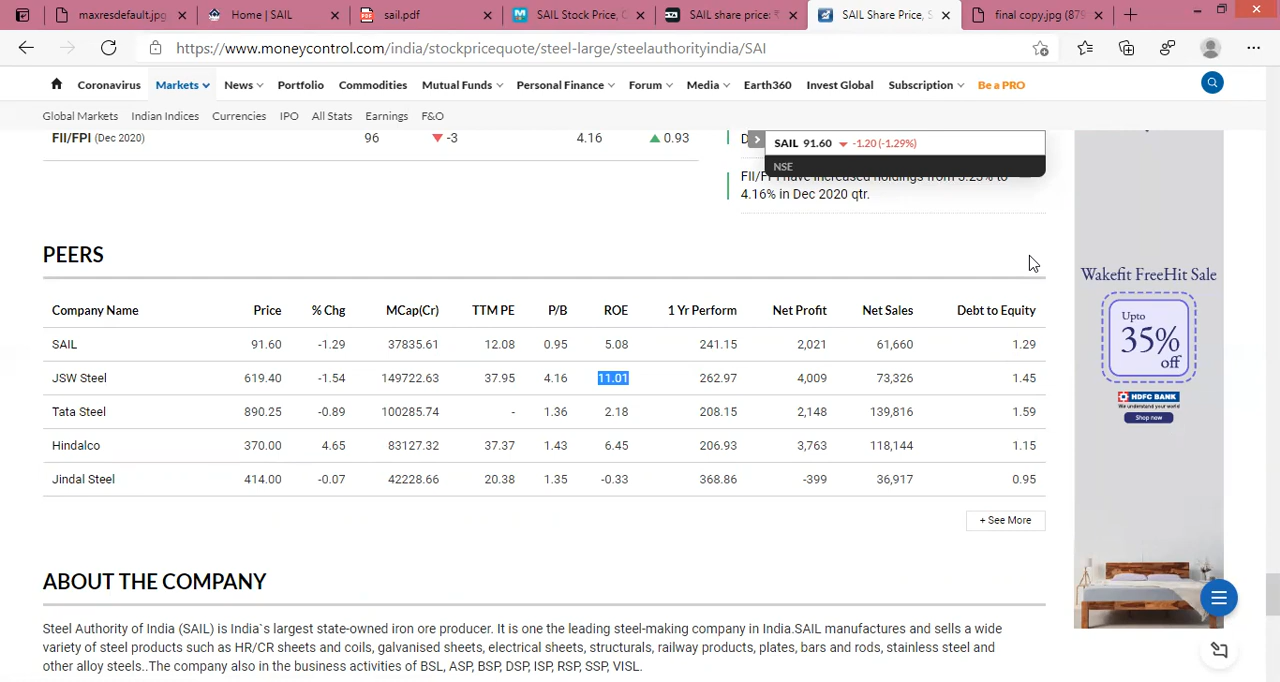 maxresdefault.jpg
Home | SAIL
sail.pdf
SAIL Stock Price, C
SAIL share price: ₹
SAIL Share Price, S
final copy.jpg (879
https://www.moneycontrol.com/india/stockpricequote/steel-large/steelauthorityindia/SAI
Coronavirus Markets News Portfolio Commodities Mutual Funds Personal Finance Forum Media Earth360 Invest Global Subscription Be a PRO
Global Markets Indian Indices Currencies IPO All Stats Earnings F&O
FII/FPI (Dec 2020) 96 -3 4.16 0.93
SAIL 91.60 -1.20 (-1.29%)
NSE
4.16% in Dec 2020 qtr.
PEERS
Company Name Price % Chg MCap(Cr) TTM PE P/B ROE 1 Yr Perform Net Profit Net Sales Debt to Equity
SAIL 91.60 -1.29 37835.61 12.08 0.95 5.08 241.15 2,021 61,660 1.29
JSW Steel 619.40 -1.54 149722.63 37.95 4.16 11.01 262.97 4,009 73,326 1.45
Tata Steel 890.25 -0.89 100285.74 - 1.36 2.18 208.15 2,148 139,816 1.59
Hindalco 370.00 4.65 83127.32 37.37 1.43 6.45 206.93 3,763 118,144 1.15
Jindal Steel 414.00 -0.07 42228.66 20.38 1.35 -0.33 368.86 -399 36,917 0.95
+ See More
ABOUT THE COMPANY
Steel Authority of India (SAIL) is India`s largest state-owned iron ore producer. It is one the leading steel-making company in India.SAIL manufactures and sells a wide
variety of steel products such as HR/CR sheets and coils, galvanised sheets, electrical sheets, structurals, railway products, plates, bars and rods, stainless steel and
other alloy steels..The company also in the business activities of BSL, ASP, BSP, DSP, ISP, RSP, SSP, VISL.
Wakefit FreeHit Sale
Upto
35%
off
HDFC BANK
We understand your world
Shop now